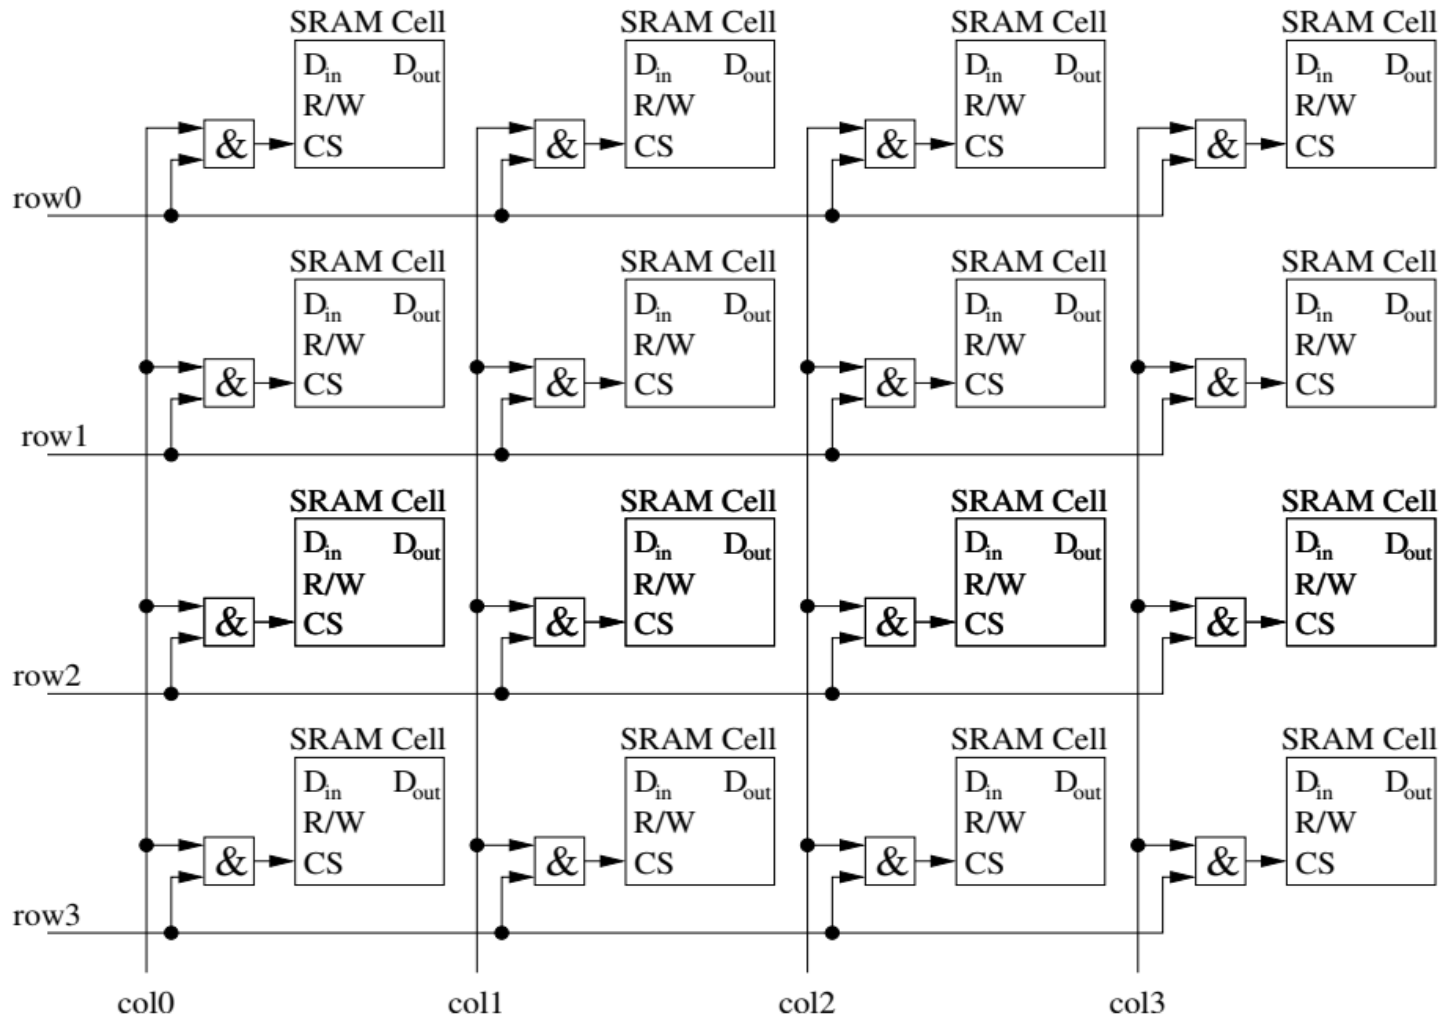 SRAM Cell SRAM Cell SRAM Cell SRAM Cell
Din Dout Din Dout Din Dout Din Dout
R/W R/W R/W R/W
& CS & CS & CS & CS
row0
SRAM Cell SRAM Cell SRAM Cell SRAM Cell
Din Dout Din Dout Din Dout Din Dout
R/W R/W R/W R/W
& CS & CS & CS & CS
row1
SRAM Cell SRAM Cell SRAM Cell SRAM Cell
Din Dout Din Dout Din Dout Din Dout
R/W R/W R/W R/W
& CS & CS & CS & CS
row2
SRAM Cell SRAM Cell SRAM Cell SRAM Cell
Din Dout Din Dout Din Dout Din Dout
R/W R/W R/W R/W
& CS & CS & CS & CS
row3
col0 col1 col2 col3